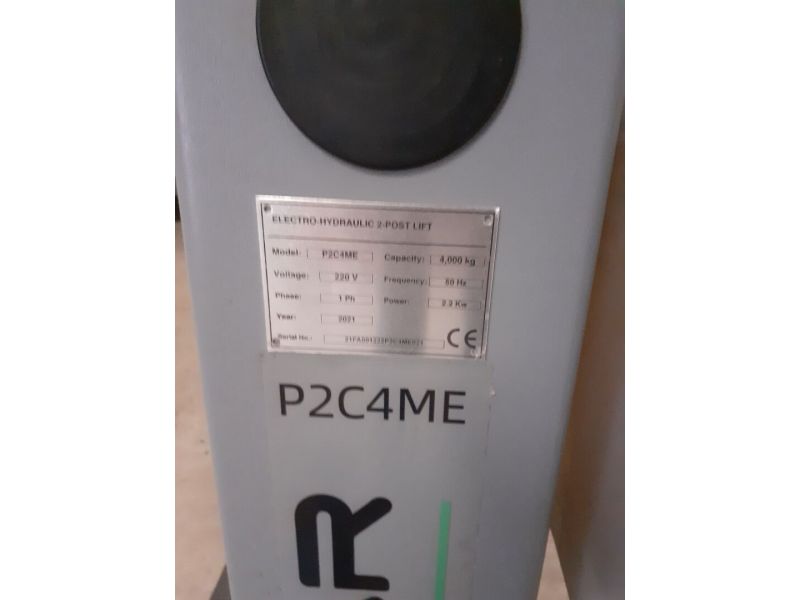 ELECTRO-HYDRAULIC 2-POST LIFT
Model: P2C4ME Capacity: 4,000 kg
Voltage: 220 V Frequency: Hz
Phase: 1 Ph Power: 2.2 Kw
Year: 2021
Serial No.: CE
P2C4ME
R